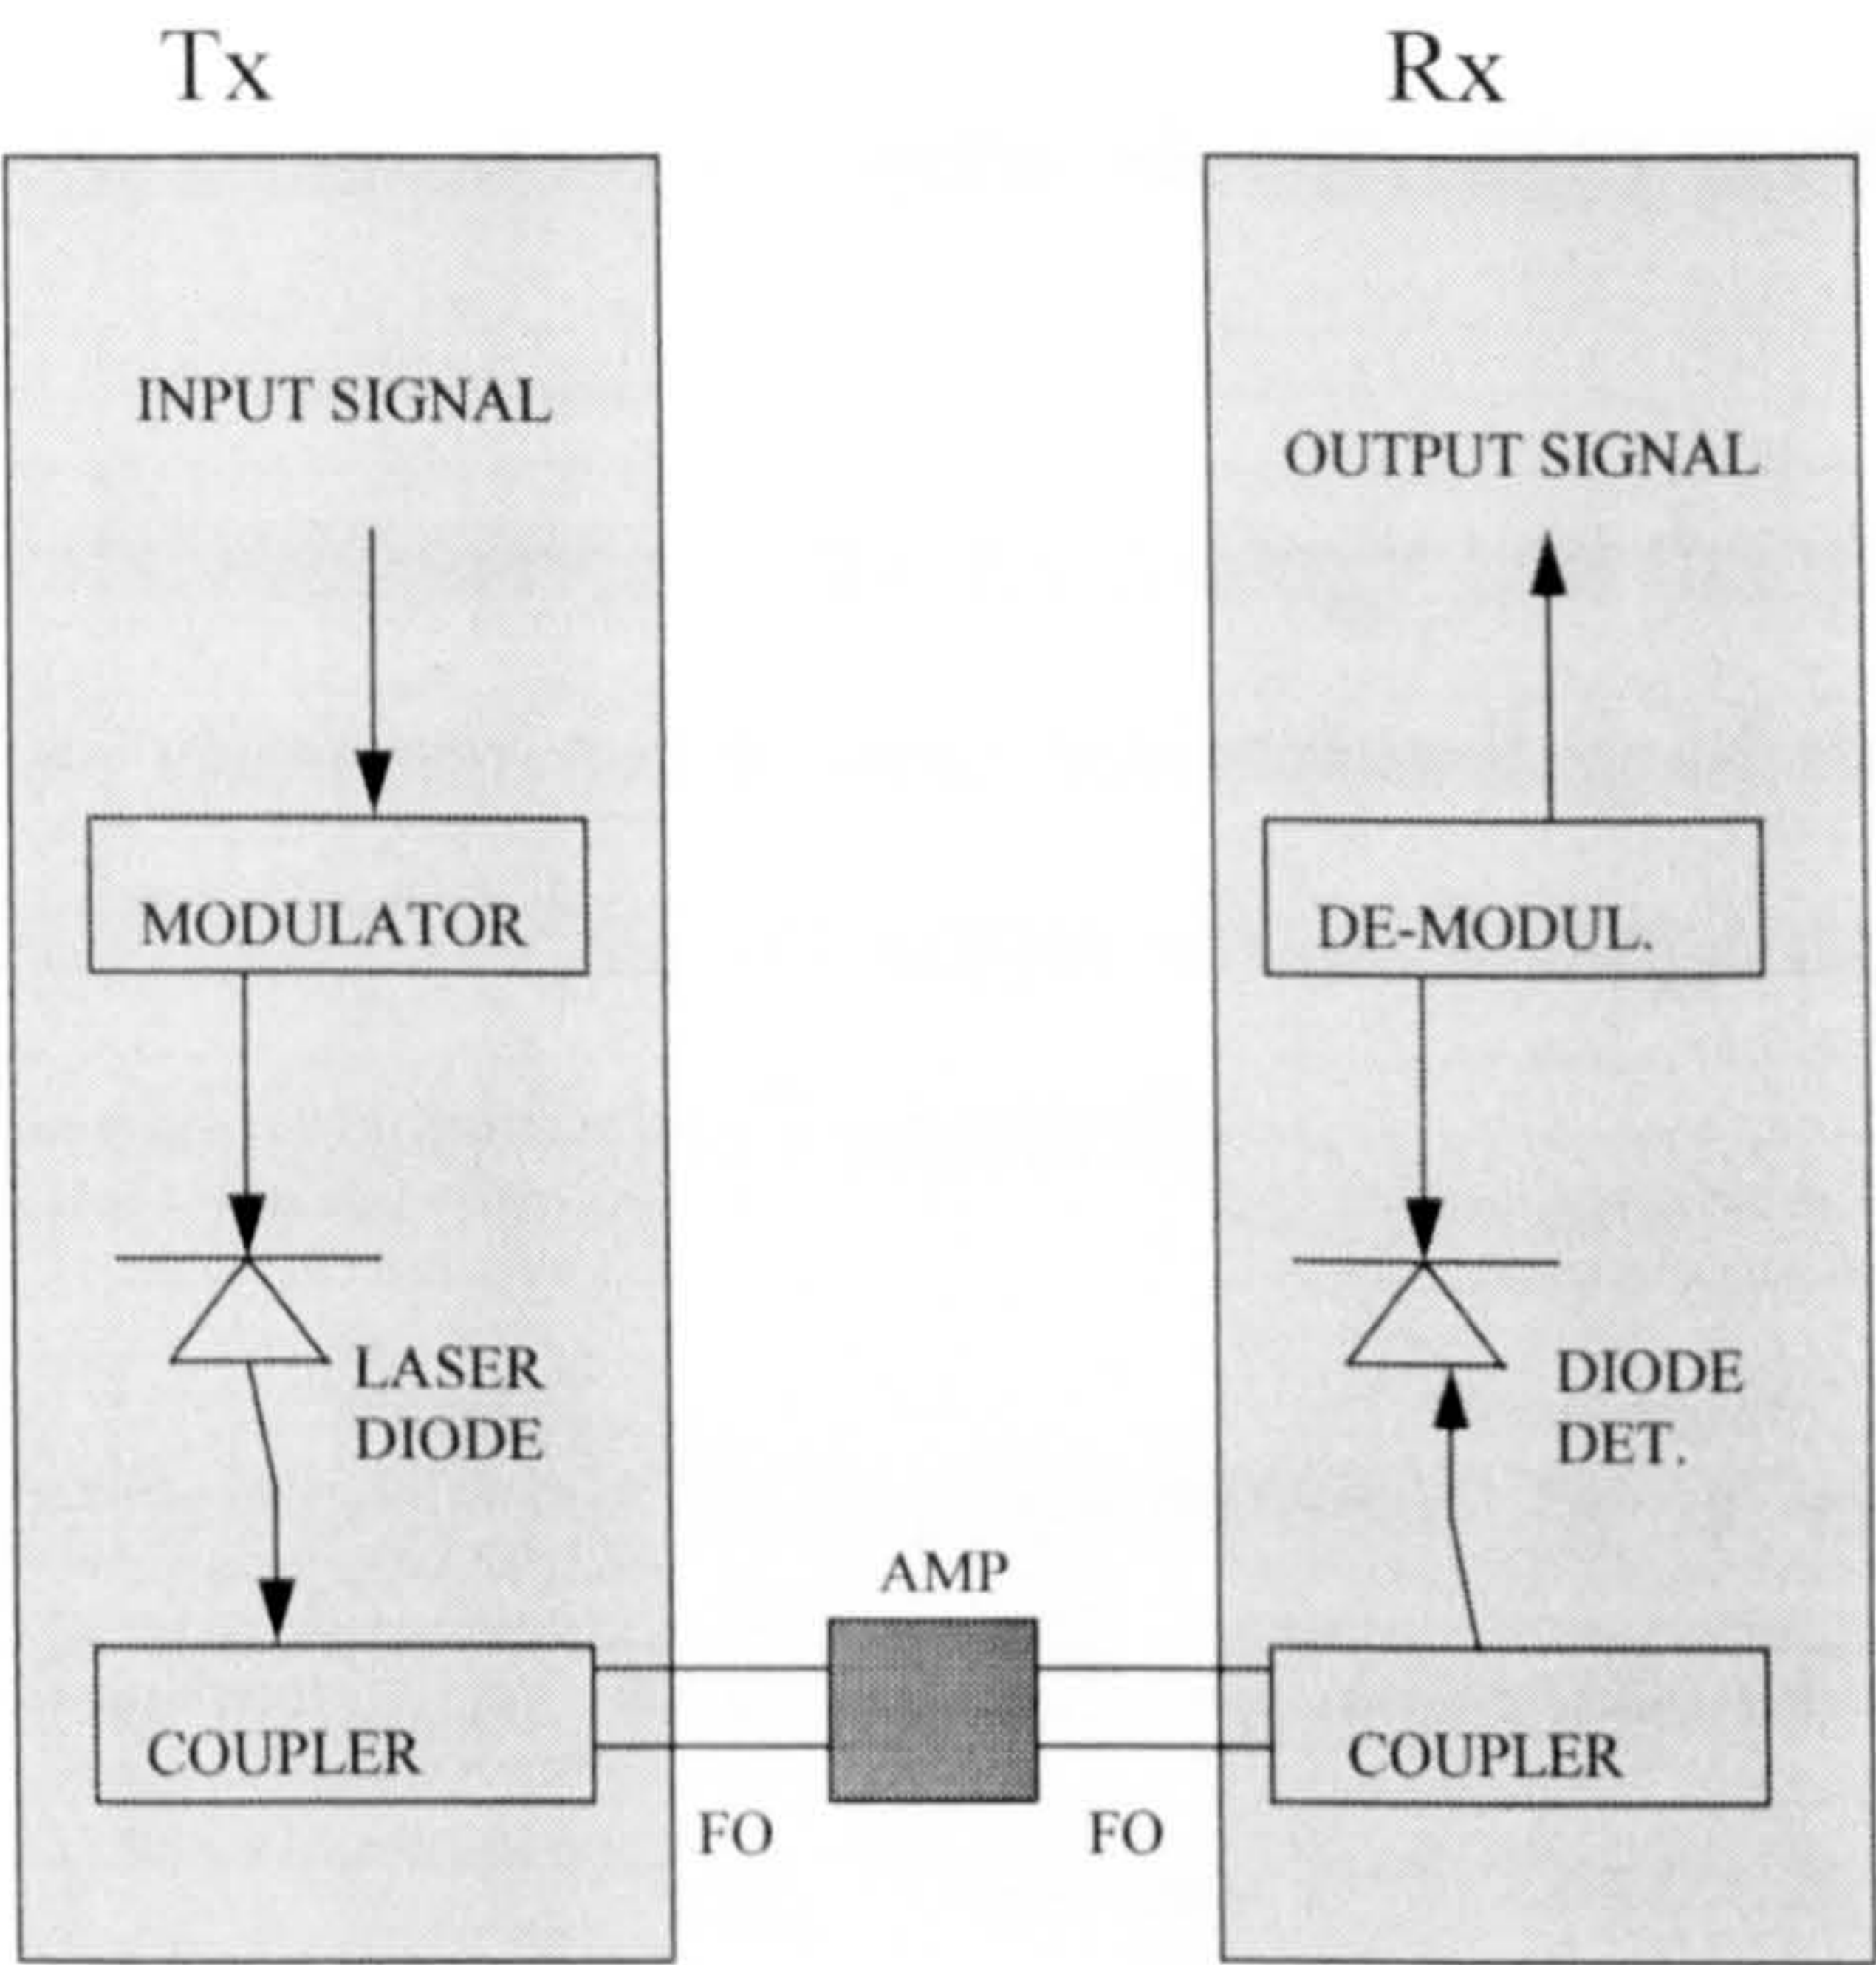 Tx
Rx
INPUT SIGNAL
OUTPUT SIGNAL
MODULATOR
DE-MODUL.
LASER
DIODE
DIODE
DET.
AMP
COUPLER
COUPLER
FO
FO